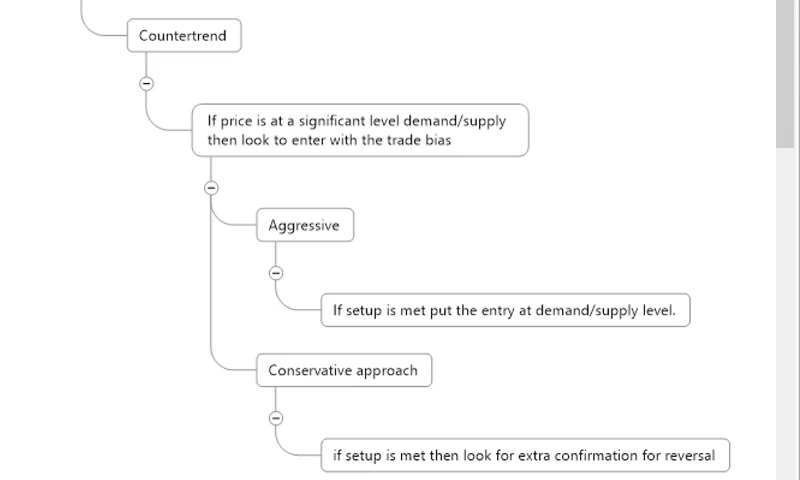 Countertrend
If price is at a significant level demand/supply
then look to enter with the trade bias
Aggressive
If setup is met put the entry at demand/supply level.
Conservative approach
if setup is met then look for extra confirmation for reversal